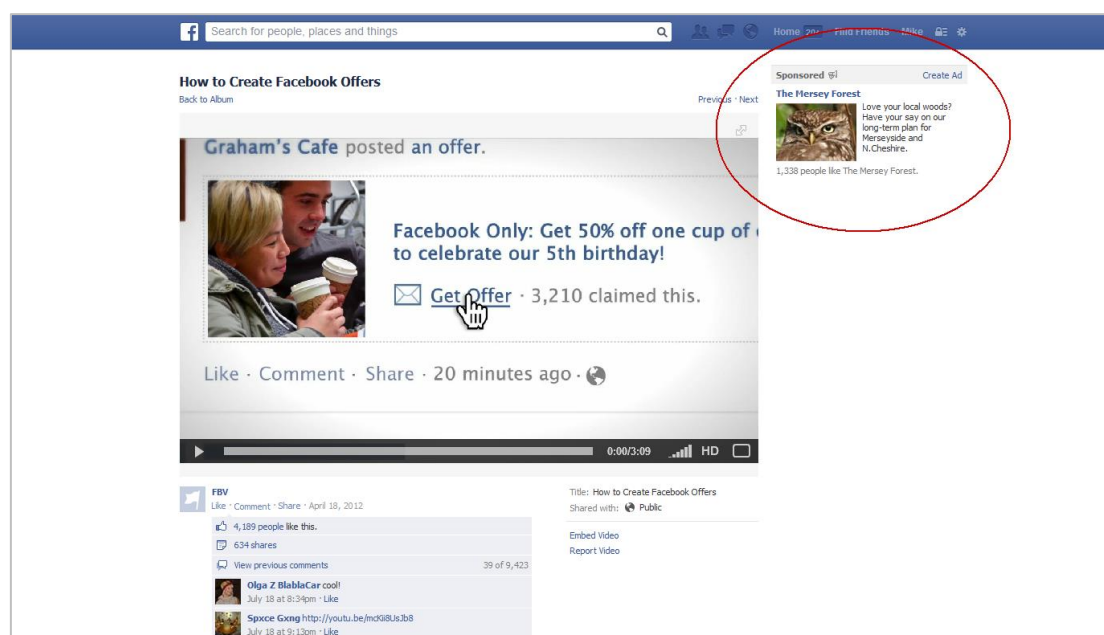 f
Search for people, places and things
Home 20+ Find Friends Mike
How to Create Facebook Offers
Back to Album
Previous · Next
Graham's Cafe posted an offer.
Facebook Only: Get 50% off one cup of
to celebrate our 5th birthday!
Get Offer · 3,210 claimed this.
Like · Comment · Share · 20 minutes ago ·
0:00/3:09 HD
FBV
Like · Comment · Share · April 18, 2012
4,189 people like this.
634 shares
View previous comments 39 of 9,423
Olga Z BlablaCar cool!
July 18 at 8:34pm · Like
Spxce Gxng http://youtu.be/mcKii8UsJb8
July 18 at 9:13pm · Like
Title: How to Create Facebook Offers
Shared with: Public
Embed Video
Report Video
Sponsored Create Ad
The Mersey Forest
Love your local woods?
Have your say on our
long-term plan for
Merseyside and
N.Cheshire.
1,338 people like The Mersey Forest.